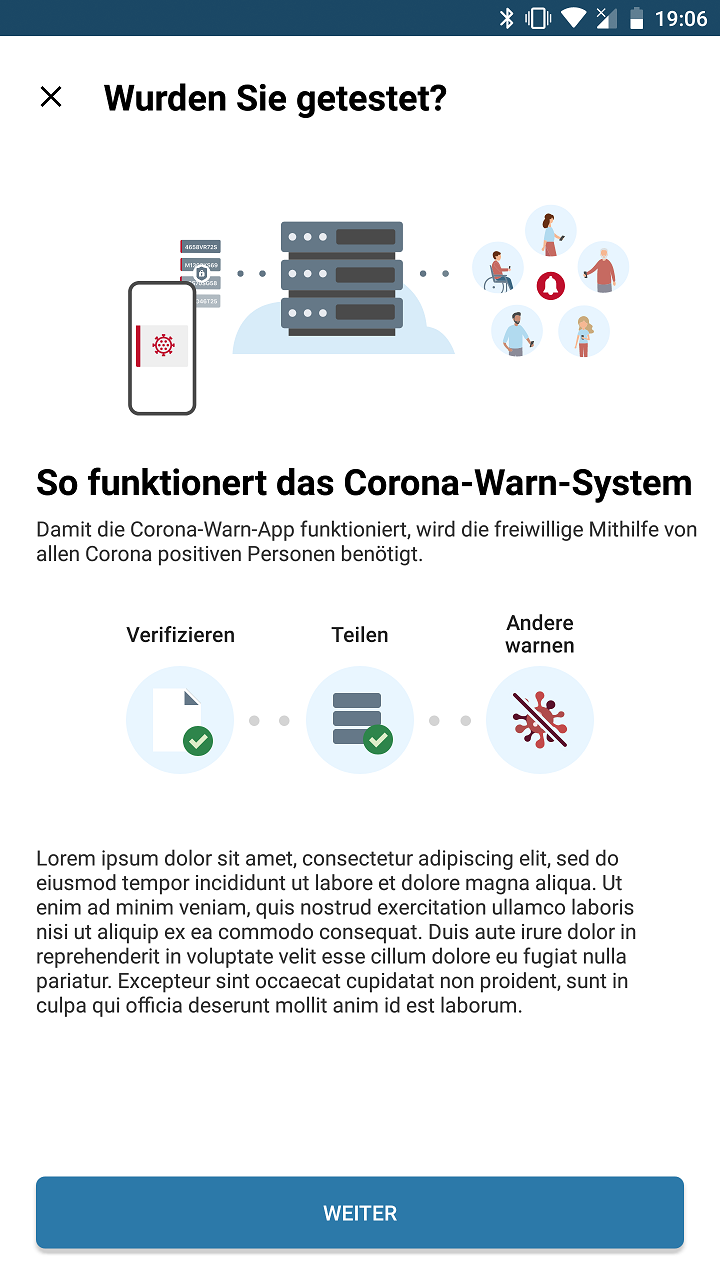 19:06
Wurden Sie getestet?
4658VR72S
So funktionert das Corona-Warn-System
Damit die Corona-Warn-App funktioniert, wird die freiwillige Mithilfe von
allen Corona positiven Personen benötigt.
Verifizieren
Teilen
Andere
warnen
Lorem ipsum dolor sit amet, consectetur adipiscing elit, sed do
eiusmod tempor incididunt ut labore et dolore magna aliqua. Ut
enim ad minim veniam, quis nostrud exercitation ullamco laboris
nisi ut aliquip ex ea commodo consequat. Duis aute irure dolor in
reprehenderit in voluptate velit esse cillum dolore eu fugiat nulla
pariatur. Excepteur sint occaecat cupidatat non proident, sunt in
culpa qui officia deserunt mollit anim id est laborum.
WEITER